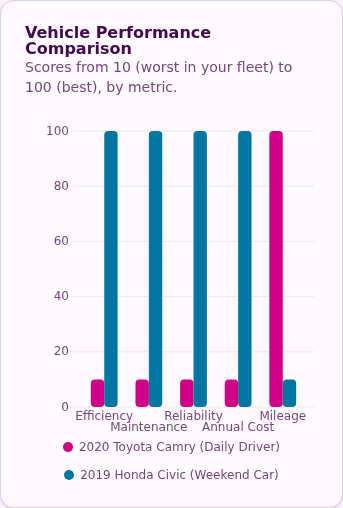 Vehicle Performance
Comparison
Scores from 10 (worst in your fleet) to
100 (best), by metric.
100
80
60
40
20
0
Efficiency
Maintenance
Reliability
Annual Cost
Mileage
2020 Toyota Camry (Daily Driver)
2019 Honda Civic (Weekend Car)